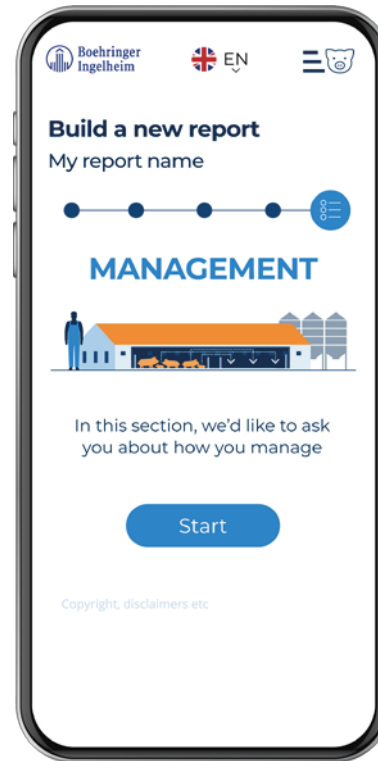 Boehringer
Ingelheim
EN
Build a new report
My report name
MANAGEMENT
In this section, we'd like to ask
you about how you manage
Start
Copyright, disclaimers etc